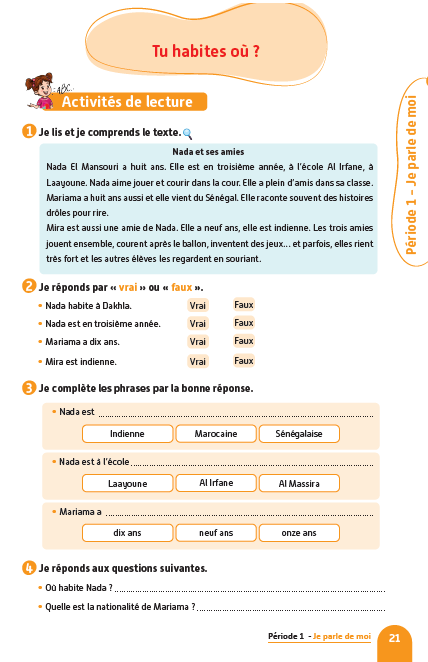 Tu habites où ?
ABC..
Activités de lecture
1 Je lis et je comprends le texte.
Nada et ses amies
Nada El Mansouri a huit ans. Elle est en troisième année, à l'école Al Irfane, à
Laayoune. Nada aime jouer et courir dans la cour. Elle a plein d'amis dans sa classe.
Mariama a huit ans aussi et elle vient du Sénégal. Elle raconte souvent des histoires
drôles pour rire.
Mira est aussi une amie de Nada. Elle a neuf ans, elle est indienne. Les trois amies
jouent ensemble, courent après le ballon, inventent des jeux... et parfois, elles rient
très fort et les autres élèves les regardent en souriant.
2 Je réponds par « vrai » ou « faux ».
• Nada habite à Dakhla. Vrai Faux
• Nada est en troisième année. Vrai Faux
• Mariama a dix ans. Vrai Faux
• Mira est indienne. Vrai Faux
3 Je complète les phrases par la bonne réponse.
• Nada est ........................................
Indienne Marocaine Sénégalaise
• Nada est à l'école ........................................
Laayoune Al Irfane Al Massira
• Mariama a ........................................
dix ans neuf ans onze ans
4 Je réponds aux questions suivantes.
• Où habite Nada ? ........................................
• Quelle est la nationalité de Mariama ? ........................................
Période 1 - Je parle de moi 21
Période 1 - Je parle de moi